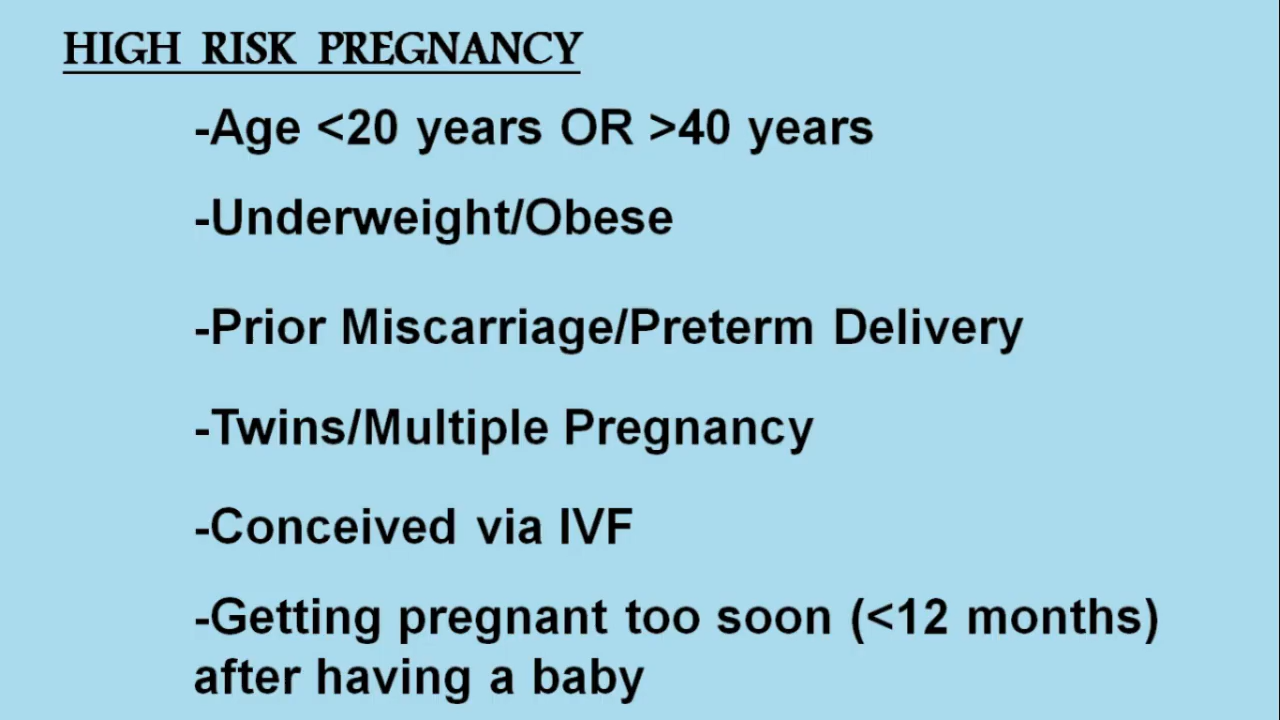 HIGH RISK PREGNANCY
-Age <20 years OR >40 years
-Underweight/Obese
-Prior Miscarriage/Preterm Delivery
-Twins/Multiple Pregnancy
-Conceived via IVF
-Getting pregnant too soon (<12 months)
after having a baby